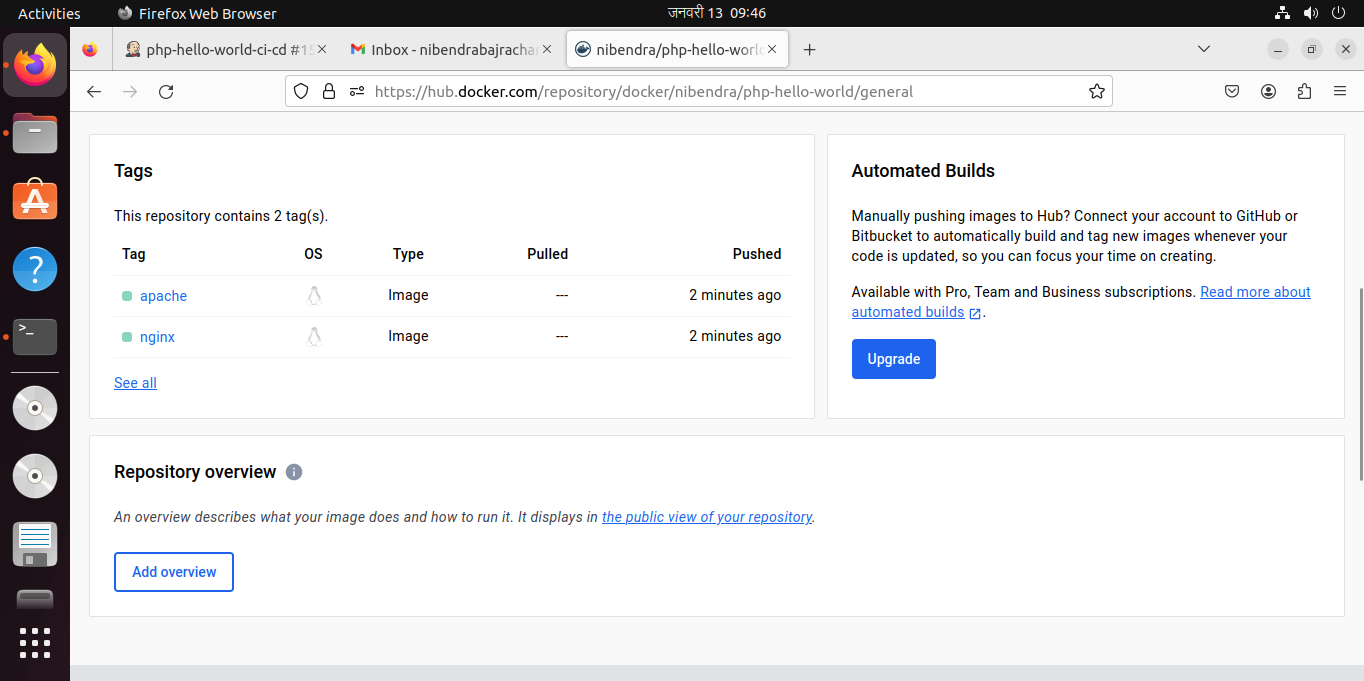 Activities
Firefox Web Browser
जनवरी 13 09:46
php-hello-world-ci-cd #15
Inbox - nibendrabajrachar
nibendra/php-hello-worl
https://hub.docker.com/repository/docker/nibendra/php-hello-world/general
Tags
This repository contains 2 tag(s).
Tag OS Type Pulled Pushed
apache Image --- 2 minutes ago
nginx Image --- 2 minutes ago
See all
Automated Builds
Manually pushing images to Hub? Connect your account to GitHub or
Bitbucket to automatically build and tag new images whenever your
code is updated, so you can focus your time on creating.
Available with Pro, Team and Business subscriptions. Read more about
automated builds .
Upgrade
Repository overview
An overview describes what your image does and how to run it. It displays in the public view of your repository.
Add overview